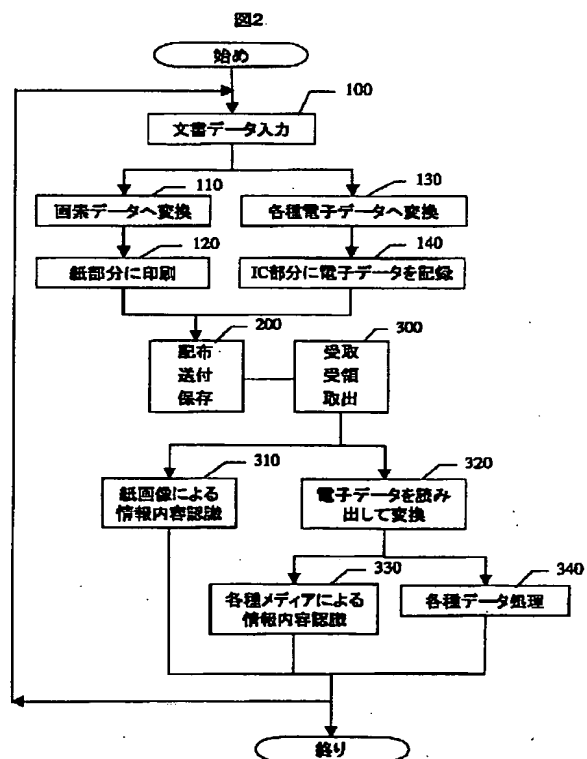 図2
始め
100
文書データ入力
110
130
画素データへ変換
各種電子データへ変換
120
140
紙部分に印刷
IC部分に電子データを記録
200
300
配布
送付
保存
受取
受領
取出
310
320
紙画像による
情報内容認識
電子データを読み
出して変換
330
340
各種メディアによる
情報内容認識
各種データ処理
終り